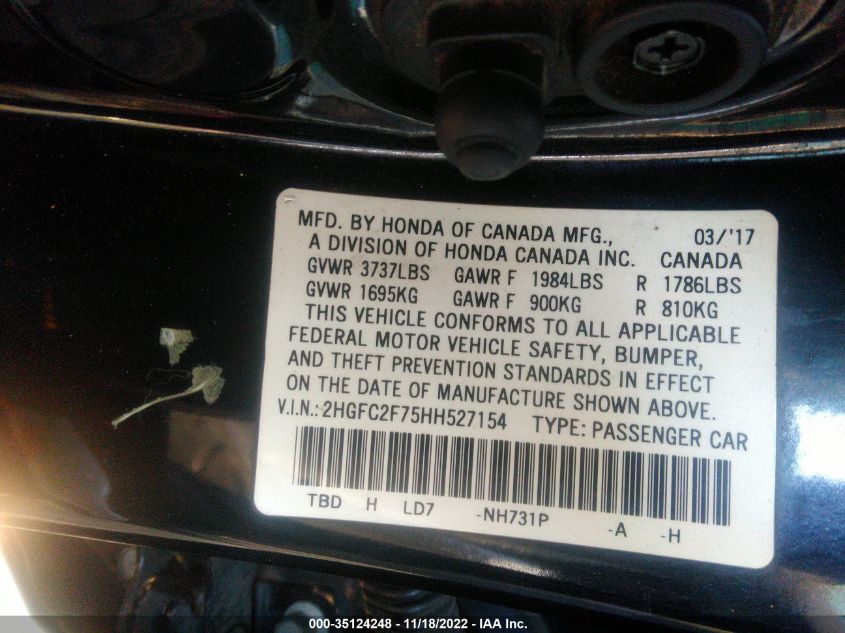 MFD. BY HONDA OF CANADA MFG., 03/'17
A DIVISION OF HONDA CANADA INC. CANADA
GVWR 3737LBS GAWR F 1984LBS R 1786LBS
GVWR 1695KG GAWR F 900KG R 810KG
THIS VEHICLE CONFORMS TO ALL APPLICABLE
FEDERAL MOTOR VEHICLE SAFETY, BUMPER,
AND THEFT PREVENTION STANDARDS IN EFFECT
ON THE DATE OF MANUFACTURE SHOWN ABOVE.
V.I.N.: 2HGFC2F75HH527154 TYPE: PASSENGER CAR
TBD H LD7 -NH731P -A -H
000-35124248 - 11/18/2022 - IAA Inc.